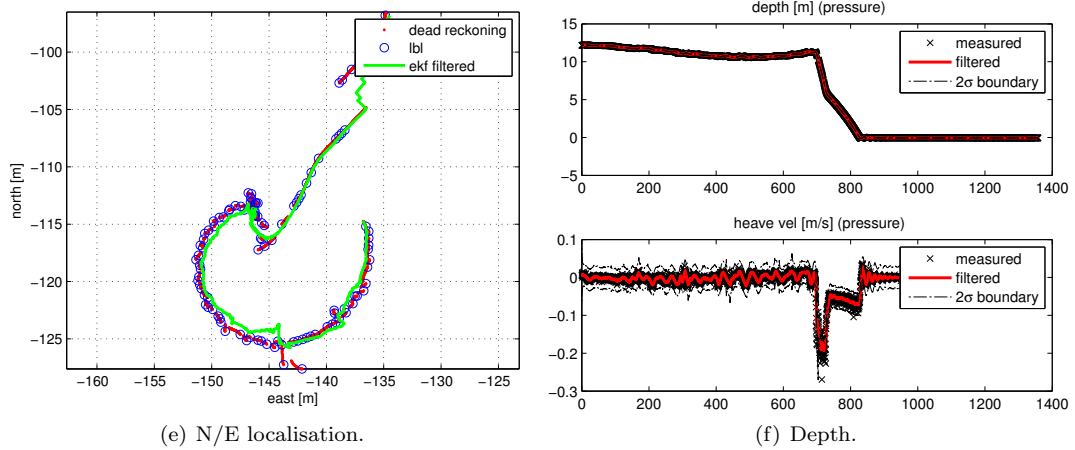 −100
−105
−110
−115
−120
−125
north [m]
−160
−155
−150
−145
−140
−135
−130
−125
east [m]
dead reckoning
lbl
ekf filtered
(e) N/E localisation.
depth [m] (pressure)
15
10
5
0
−5
0
200
400
600
800
1000
1200
1400
measured
filtered
2σ boundary
heave vel [m/s] (pressure)
0.1
0
−0.1
−0.2
−0.3
0
200
400
600
800
1000
1200
1400
measured
filtered
2σ boundary
(f) Depth.